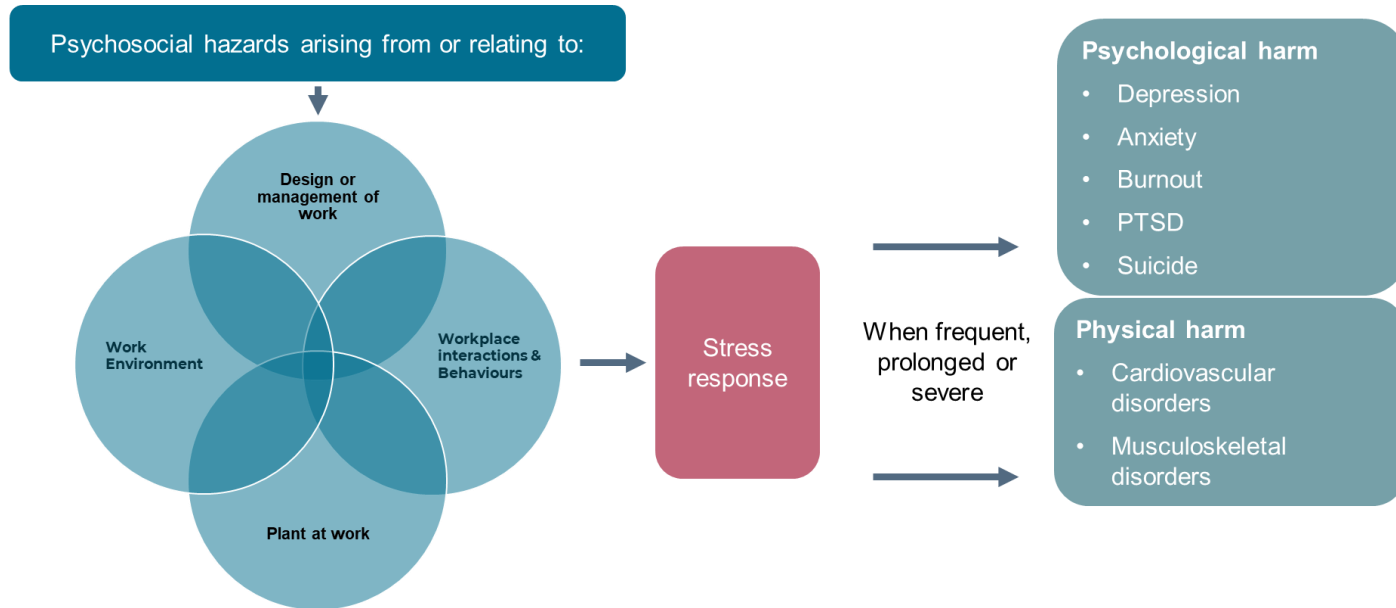 Psychosocial hazards arising from or relating to:
Design or
management of
work
Work
Environment
Workplace
interactions &
Behaviours
Plant at work
Stress
response
When frequent,
prolonged or
severe
Psychological harm
• Depression
• Anxiety
• Burnout
• PTSD
• Suicide
Physical harm
• Cardiovascular
disorders
• Musculoskeletal
disorders